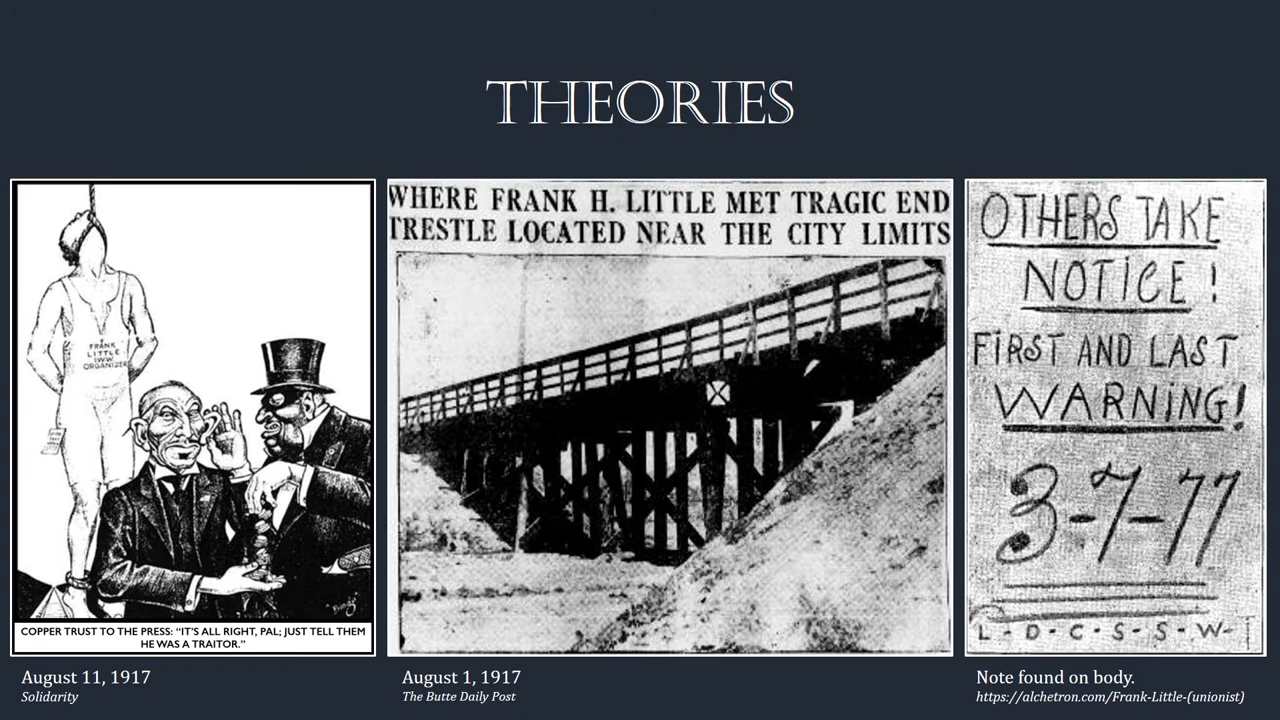 THEORIES
FRANK
LITTLE
IWW
ORGANIZER
COPPER TRUST TO THE PRESS: “IT’S ALL RIGHT, PAL; JUST TELL THEM
HE WAS A TRAITOR.”
August 11, 1917
Solidarity
WHERE FRANK H. LITTLE MET TRAGIC END
TRESTLE LOCATED NEAR THE CITY LIMITS
X
August 1, 1917
The Butte Daily Post
OTHERS TAKE
NOTICE!
FIRST AND LAST
WARNING!
3-7-77
L-D-C-S-S-W-T
Note found on body.
https://alchetron.com/Frank-Little-(unionist)